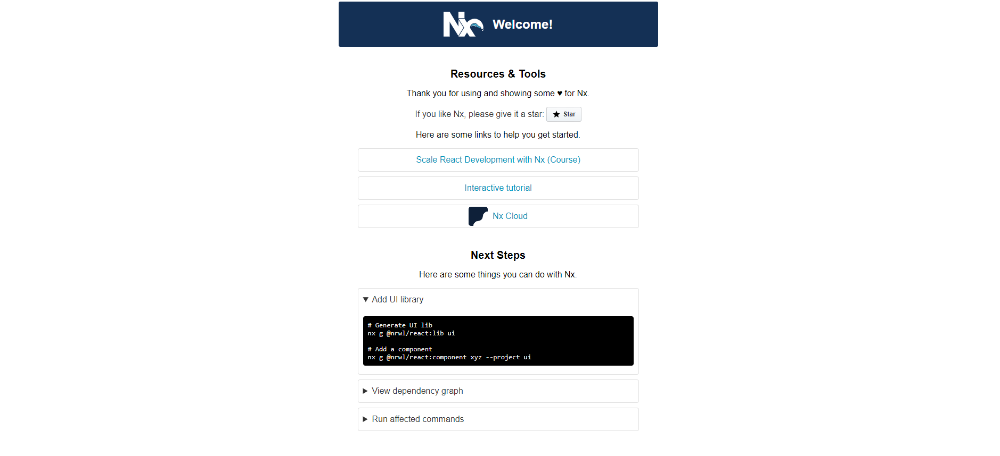 Nx Welcome!
Resources & Tools
Thank you for using and showing some ♥ for Nx.
If you like Nx, please give it a star: ★ Star
Here are some links to help you get started.
Scale React Development with Nx (Course)
Interactive tutorial
Nx Cloud
Next Steps
Here are some things you can do with Nx.
▼ Add UI library
# Generate UI lib
nx g @nrwl/react:lib ui
# Add a component
nx g @nrwl/react:component xyz --project ui
▶ View dependency graph
▶ Run affected commands